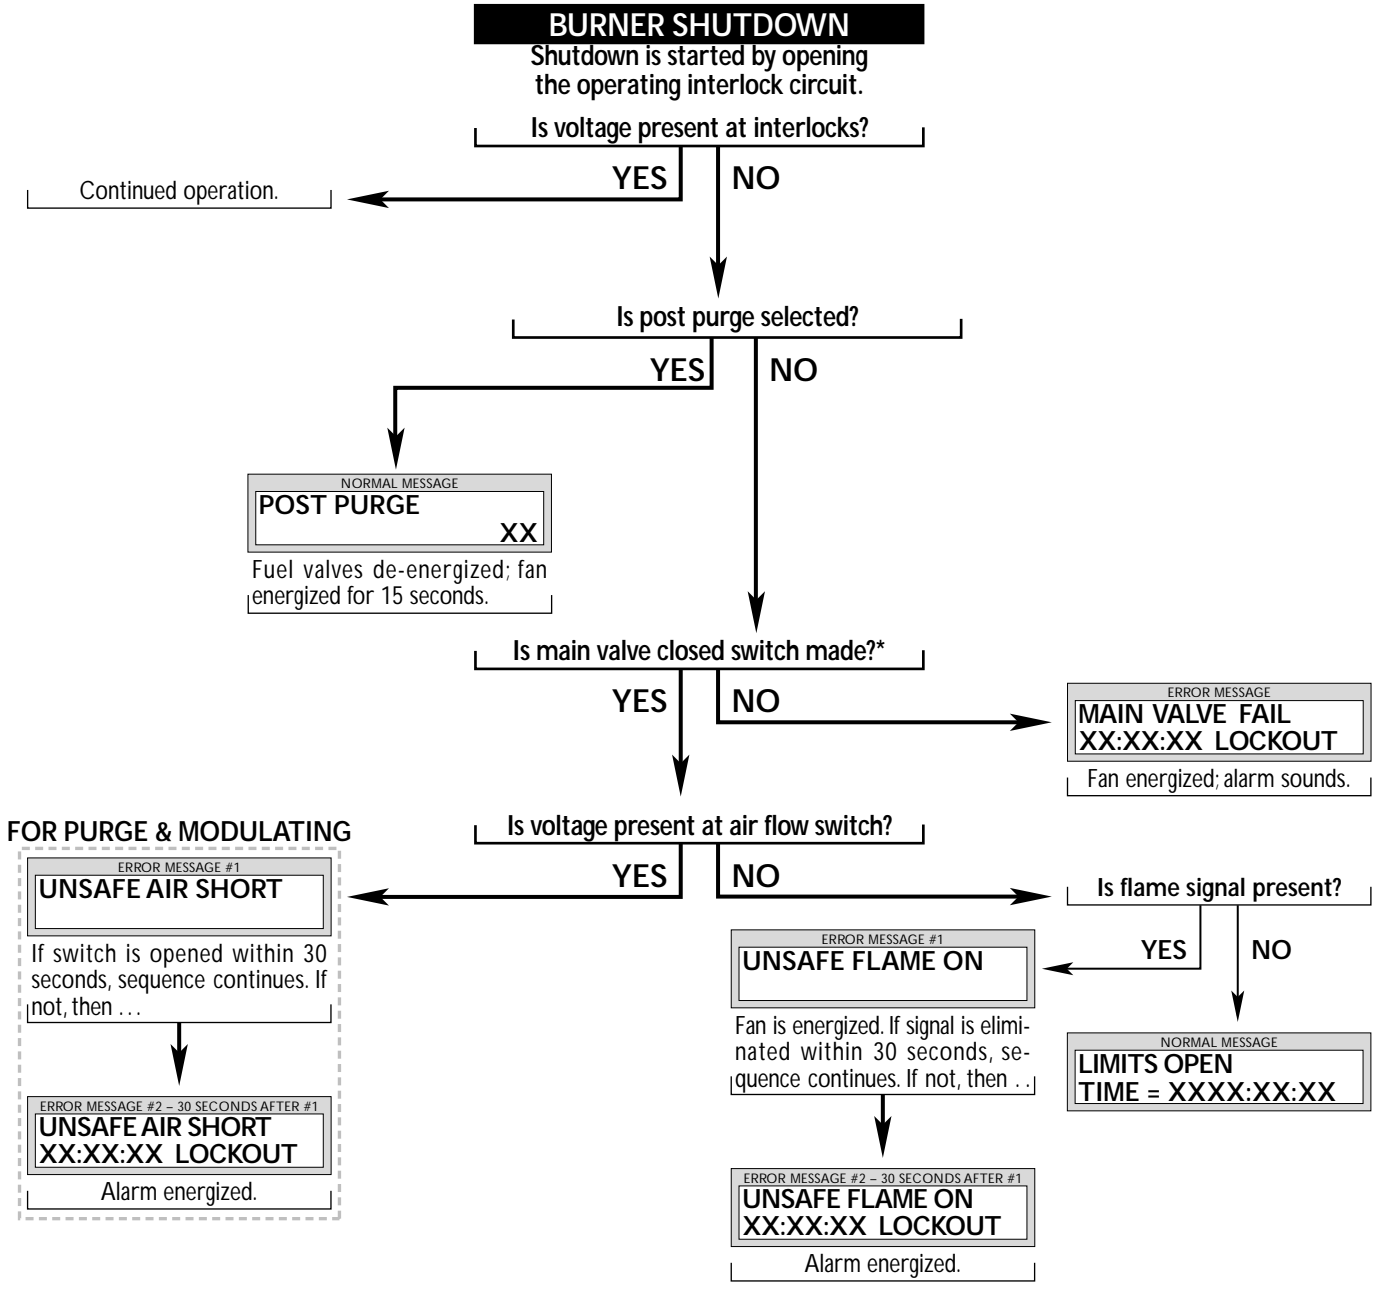 BURNER SHUTDOWN
Shutdown is started by opening
the operating interlock circuit.
Is voltage present at interlocks?
YES
NO
Continued operation.
Is post purge selected?
YES
NO
NORMAL MESSAGE
POST PURGE
XX
Fuel valves de-energized; fan
energized for 15 seconds.
Is main valve closed switch made?*
YES
NO
ERROR MESSAGE
MAIN VALVE FAIL
XX:XX:XX LOCKOUT
Fan energized; alarm sounds.
Is voltage present at air flow switch?
YES
NO
FOR PURGE & MODULATING
ERROR MESSAGE #1
UNSAFE AIR SHORT
If switch is opened within 30
seconds, sequence continues. If
not, then . . .
ERROR MESSAGE #2 – 30 SECONDS AFTER #1
UNSAFE AIR SHORT
XX:XX:XX LOCKOUT
Alarm energized.
Is flame signal present?
YES
NO
ERROR MESSAGE #1
UNSAFE FLAME ON
Fan is energized. If signal is elimi-
nated within 30 seconds, se-
quence continues. If not, then . .
ERROR MESSAGE #2 – 30 SECONDS AFTER #1
UNSAFE FLAME ON
XX:XX:XX LOCKOUT
Alarm energized.
NORMAL MESSAGE
LIMITS OPEN
TIME = XXXX:XX:XX